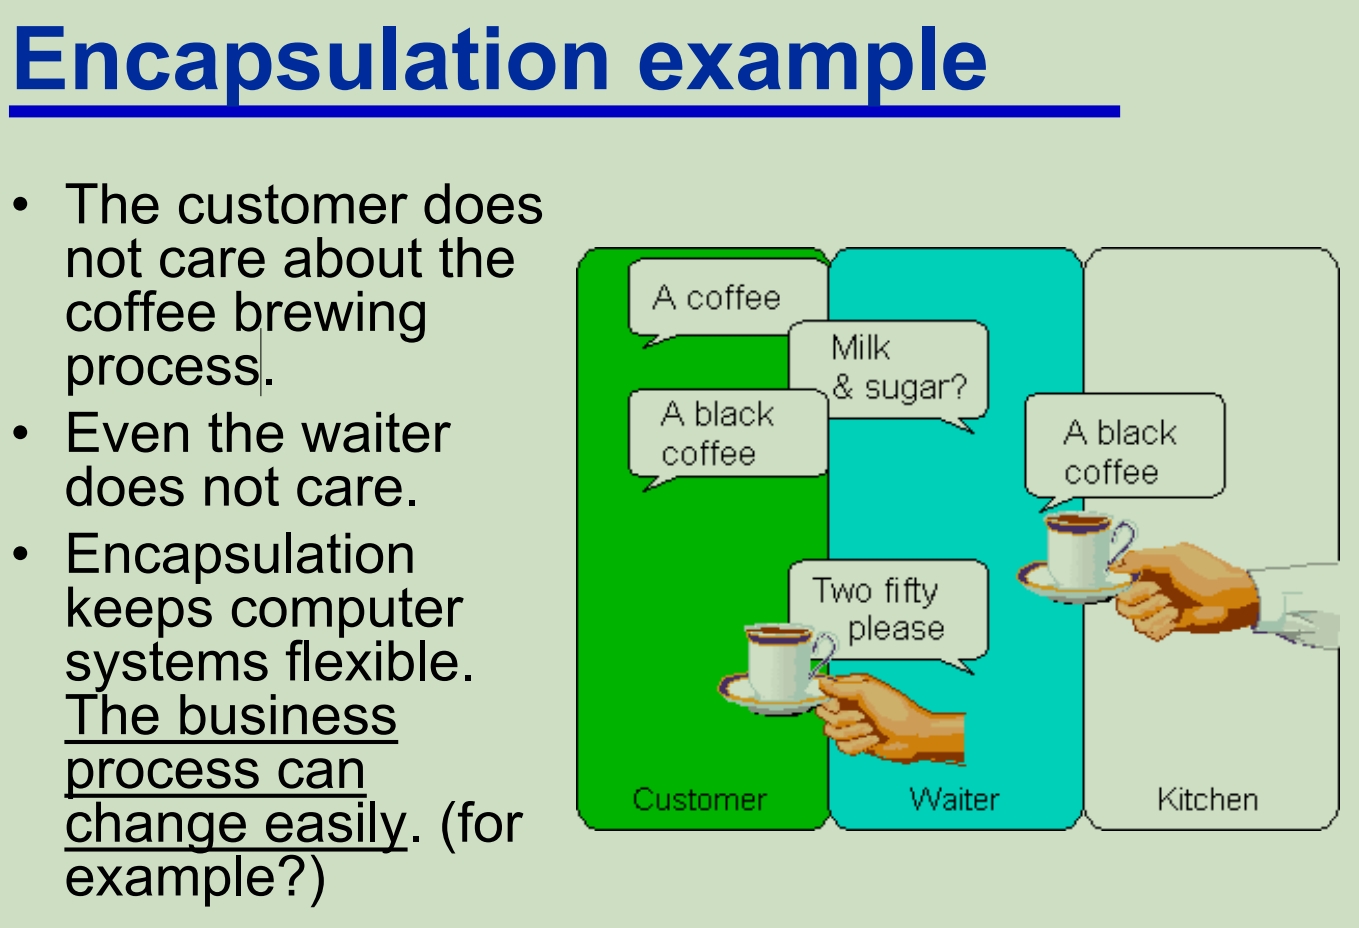 Encapsulation example
• The customer does
not care about the
coffee brewing
process.
• Even the waiter
does not care.
• Encapsulation
keeps computer
systems flexible.
The business
process can
change easily. (for
example?)
A coffee
Milk
& sugar?
A black
coffee
A black
coffee
Two fifty
please
Customer
Waiter
Kitchen